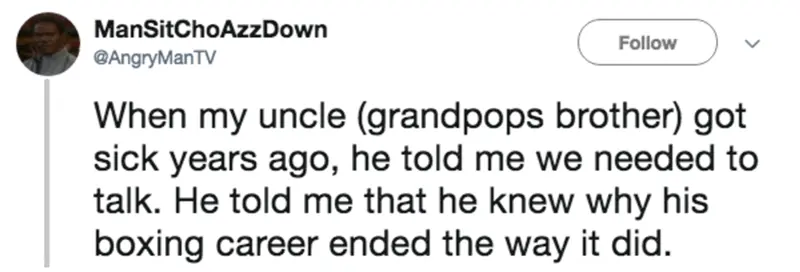 ManSitChoAzzDown
@AngryManTV
Follow
When my uncle (grandpops brother) got
sick years ago, he told me we needed to
talk. He told me that he knew why his
boxing career ended the way it did.